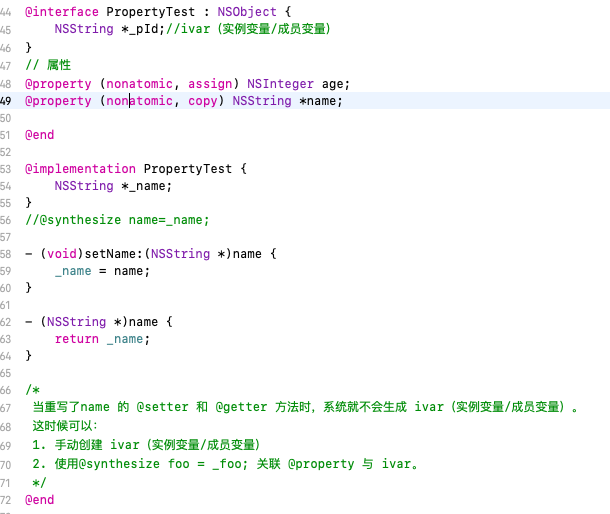 44 @interface PropertyTest : NSObject {
45     NSString *_pId;//ivar（实例变量/成员变量）
46 }
47 // 属性
48 @property (nonatomic, assign) NSInteger age;
49 @property (nonatomic, copy) NSString *name;
50
51 @end
52
53 @implementation PropertyTest {
54     NSString *_name;
55 }
56 //@synthesize name=_name;
57
58 - (void)setName:(NSString *)name {
59     _name = name;
60 }
61
62 - (NSString *)name {
63     return _name;
64 }
65
66 /*
67  当重写了name 的 @setter 和 @getter 方法时，系统就不会生成 ivar（实例变量/成员变量）。
68  这时候可以：
69  1. 手动创建 ivar（实例变量/成员变量）
70  2. 使用@synthesize foo = _foo; 关联 @property 与 ivar。
71  */
72 @end